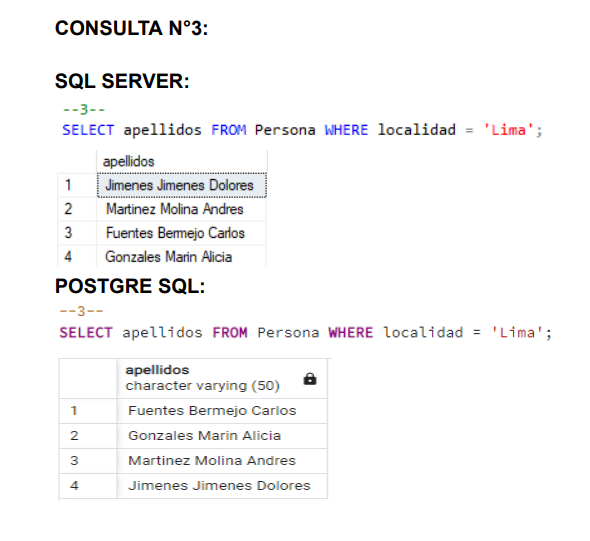 CONSULTA N°3:
SQL SERVER:
--3--
SELECT apellidos FROM Persona WHERE localidad = 'Lima';
apellidos
1 Jimenes Jimenes Dolores
2 Martinez Molina Andres
3 Fuentes Bermejo Carlos
4 Gonzales Marin Alicia
POSTGRE SQL:
--3--
SELECT apellidos FROM Persona WHERE localidad = 'Lima';
apellidos
character varying (50)
1 Fuentes Bermejo Carlos
2 Gonzales Marin Alicia
3 Martinez Molina Andres
4 Jimenes Jimenes Dolores